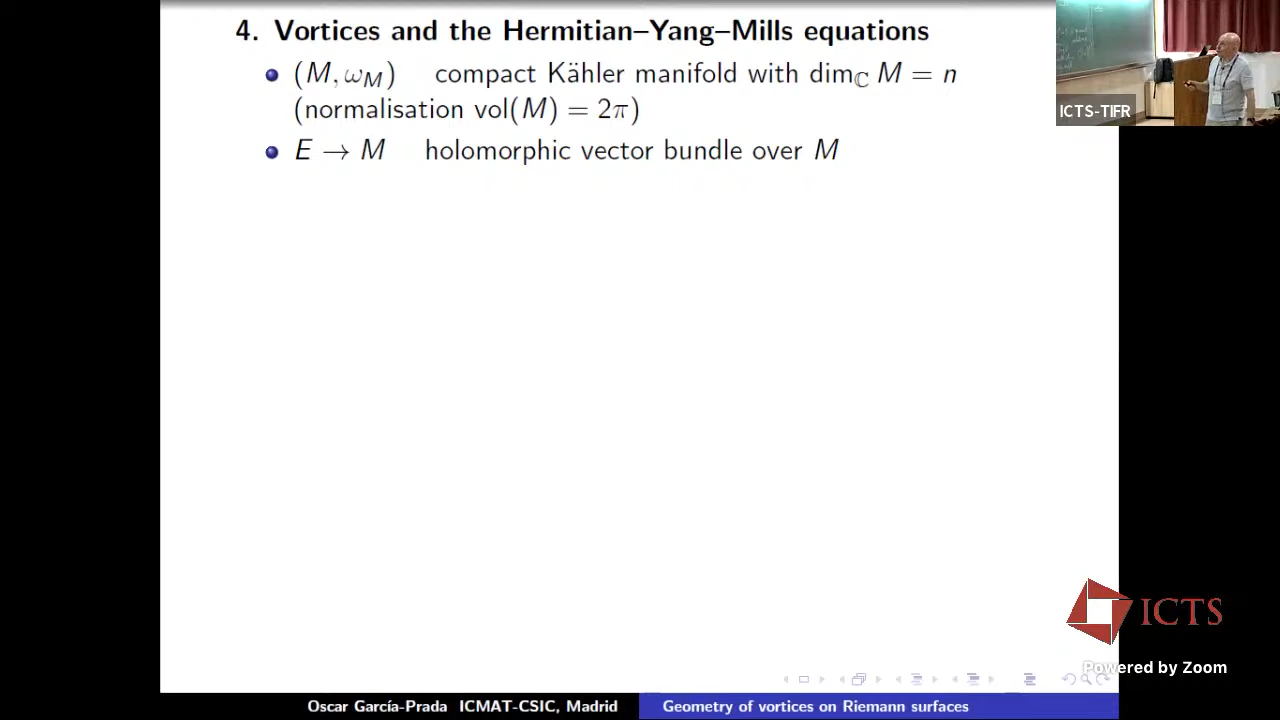 4. Vortices and the Hermitian–Yang–Mills equations
(M, ω_M) compact Kähler manifold with dim_ℂ M = n
(normalisation vol(M) = 2π)
E → M holomorphic vector bundle over M
ICTS-TIFR
ICTS
Powered by Zoom
Oscar García-Prada ICMAT-CSIC, Madrid
Geometry of vortices on Riemann surfaces